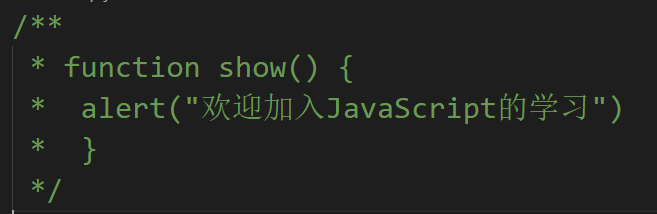 /**
 * function show() {
 *  alert("欢迎加入JavaScript的学习")
 *  }
 */